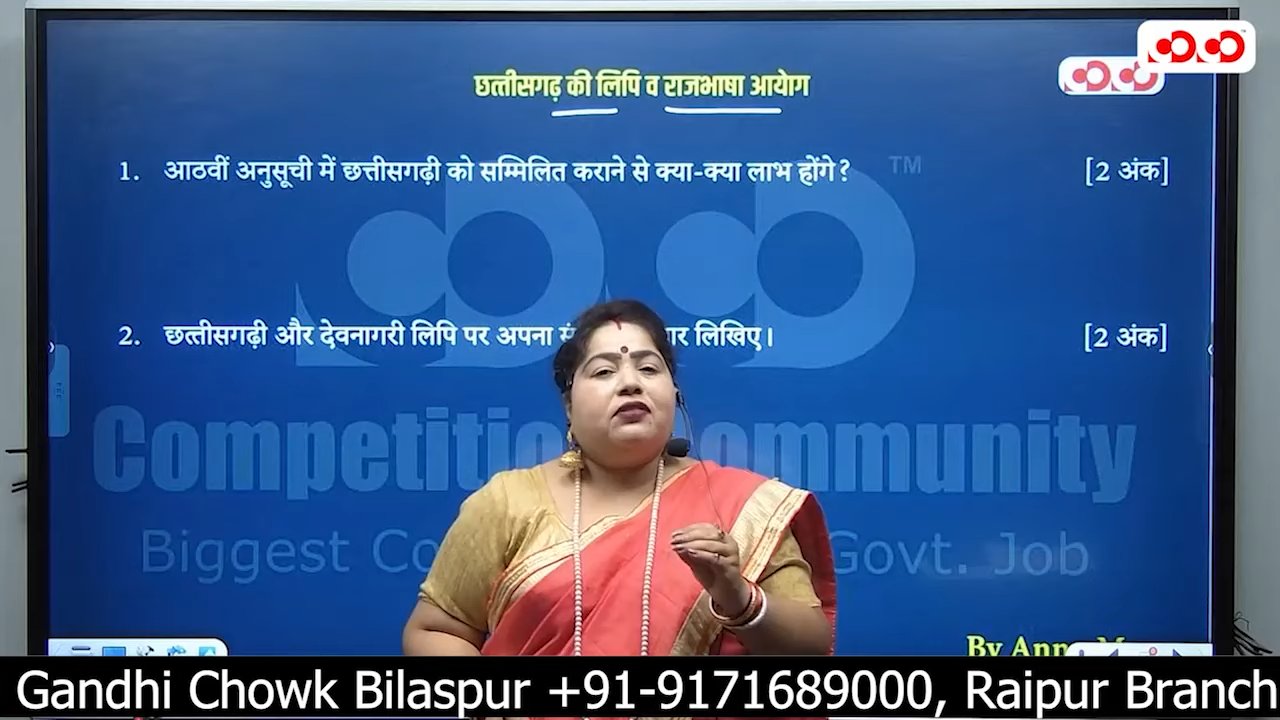 छत्तीसगढ़ की लिपि व राजभाषा आयेाग
1. आठवीं अनुसूची में छत्तीसगढ़ी को सम्मिलित कराने से क्या-क्या लाभ होंगे? [2 अंक]
TM
2. छत्तीसगढ़ी और देवनागरी लिपि पर अपना लिखिए। [2 अंक]
Community
Biggest Govt. Job
By
Gandhi Chowk Bilaspur +91-9171689000, Raipur Branch